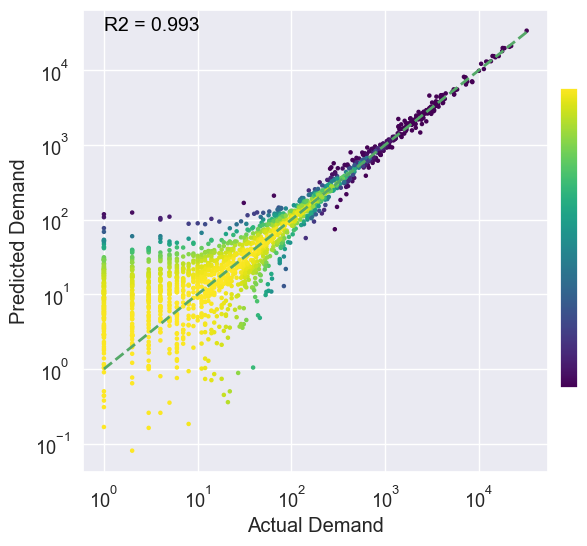 R2 = 0.993
10⁴
10³
10²
10¹
10⁰
10⁻¹
Predicted Demand
10⁰ 10¹ 10² 10³ 10⁴
Actual Demand